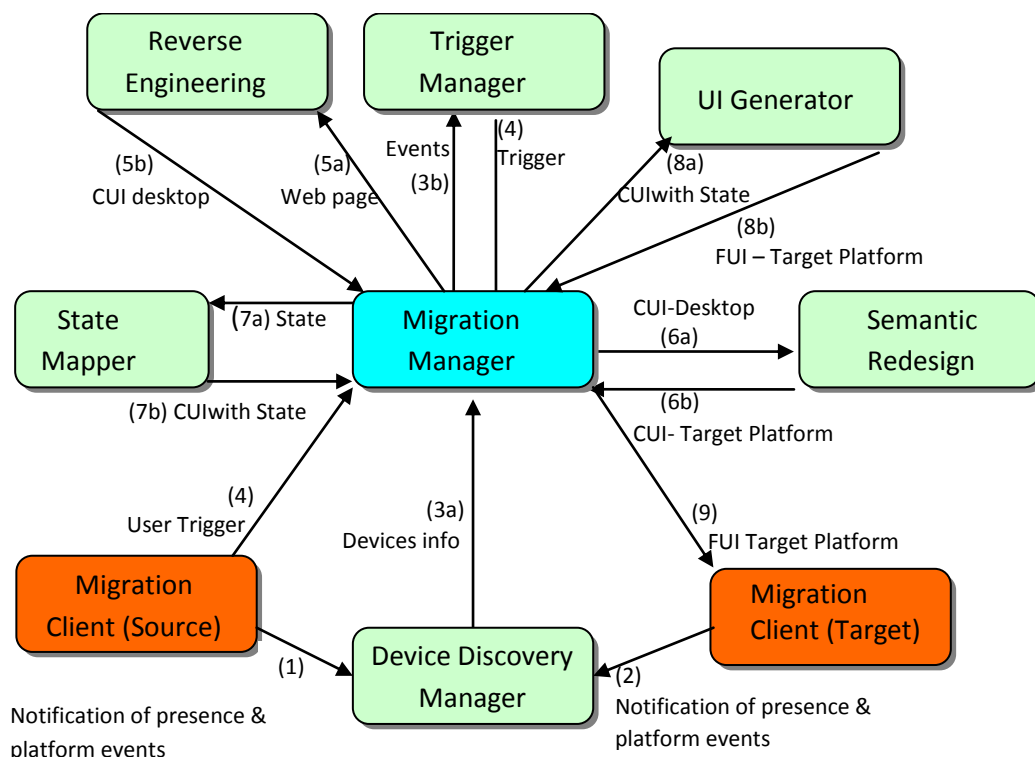 Reverse
Engineering
Trigger
Manager
UI Generator
(5b)
CUI desktop
(5a)
Web page
Events
(3b)
(4)
Trigger
(8a)
CUIwith State
(8b)
FUI – Target Platform
State
Mapper
(7a) State
(7b) CUIwith State
Migration
Manager
CUI-Desktop
(6a)
(6b)
CUI- Target Platform
Semantic
Redesign
(4)
User Trigger
(3a)
Devices info
(9)
FUI Target Platform
Migration
Client (Source)
Migration
Client (Target)
(1)
Device Discovery
Manager
(2)
Notification of presence &
platform events
Notification of presence &
platform events